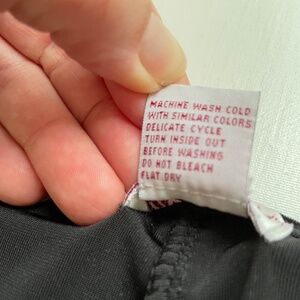 MACHINE WASH COLD
WITH SIMILAR COLORS
DELICATE CYCLE
TURN INSIDE OUT
BEFORE WASHING
DO NOT BLEACH
FLAT DRY